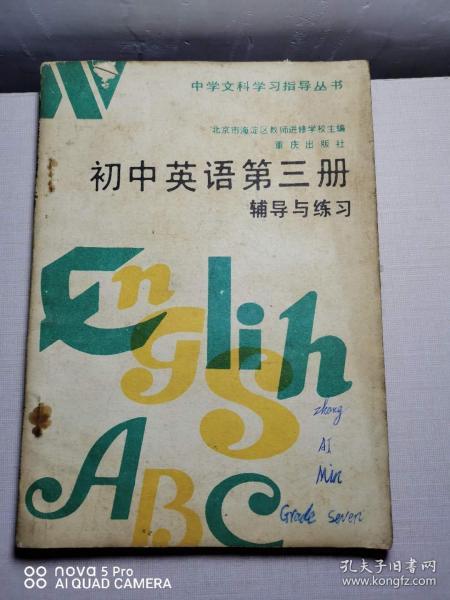 中学文科学习指导丛书
北京市海淀区教师进修学校主编
重庆出版社
初中英语第三册
辅导与练习
English
ABC
zhang
AI
Min
Grade seven
nova 5 Pro
AI QUAD CAMERA
孔夫子旧书网
www.kongfz.com